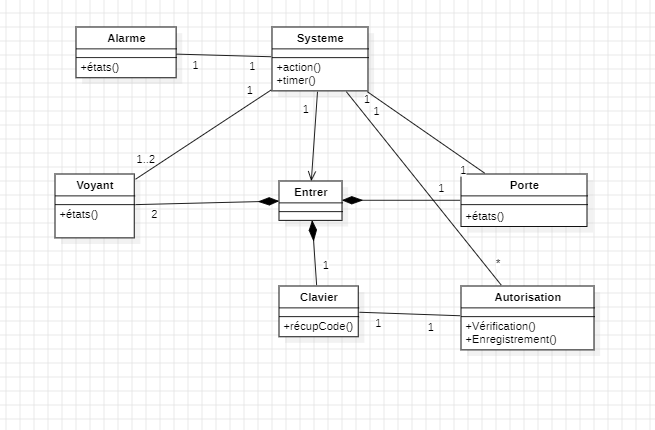 Alarme
+états()
Systeme
+action()
+timer()
1
1
1
1
1
1
1..2
1
Voyant
+états()
2
Entrer
1
Porte
+états()
1
*
Clavier
+récupCode()
1
1
Autorisation
+Vérification()
+Enregistrement()